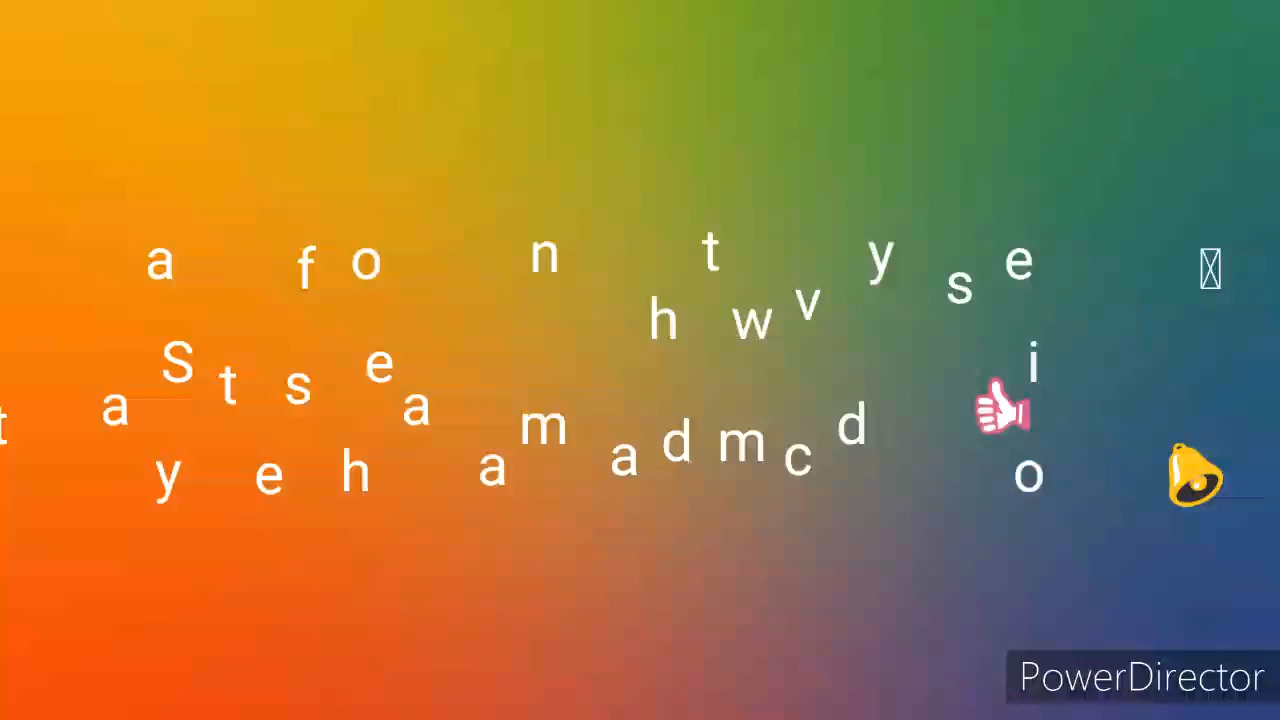 a f o n t y s e
h w v
S t s e i
t a a m a d m c d
y e h a o
PowerDirector